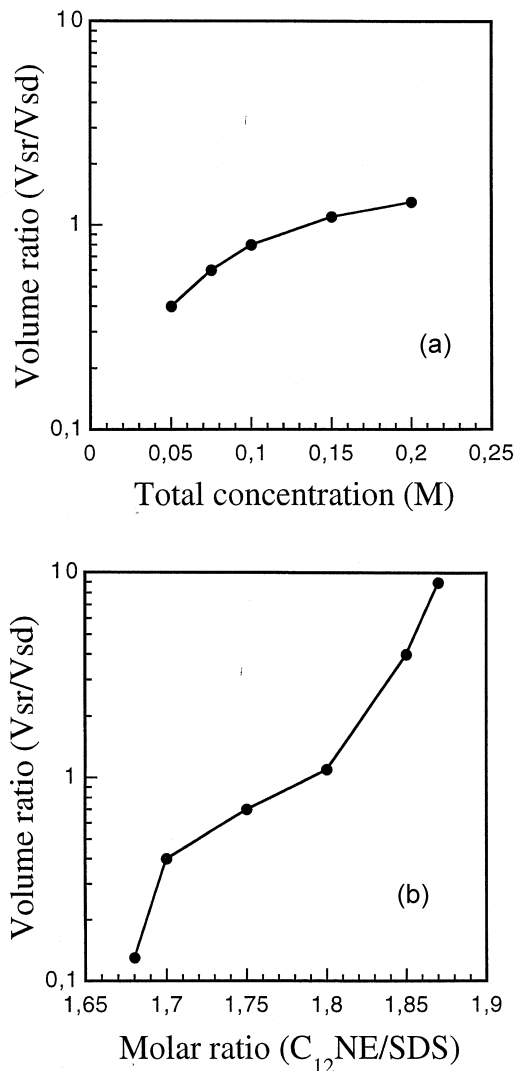 10
1
0,1
Volume ratio (Vsr/Vsd)
(a)
0 0,05 0,1 0,15 0,2 0,25
Total concentration (M)
10
1
0,1
Volume ratio (Vsr/Vsd)
(b)
1,65 1,7 1,75 1,8 1,85 1,9
Molar ratio (C₁₂NE/SDS)